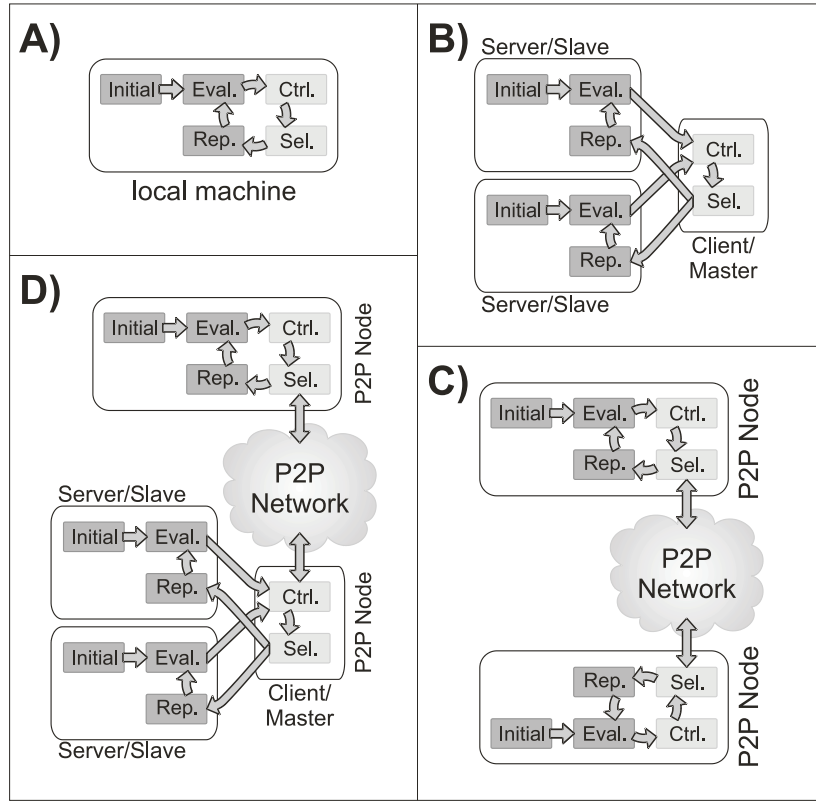 A)
Initial Eval. Ctrl.
Rep. Sel.
local machine
B)
Server/Slave
Initial Eval.
Rep.
Ctrl.
Sel.
Initial Eval.
Rep.
Client/
Master
Server/Slave
D)
Initial Eval. Ctrl.
Rep. Sel.
P2P Node
P2P
Network
Server/Slave
Initial Eval.
Rep.
Ctrl.
Sel.
P2P Node
Initial Eval.
Rep.
Client/
Master
Server/Slave
C)
Initial Eval. Ctrl.
Rep. Sel.
P2P Node
P2P
Network
Rep. Sel.
Initial Eval. Ctrl.
P2P Node